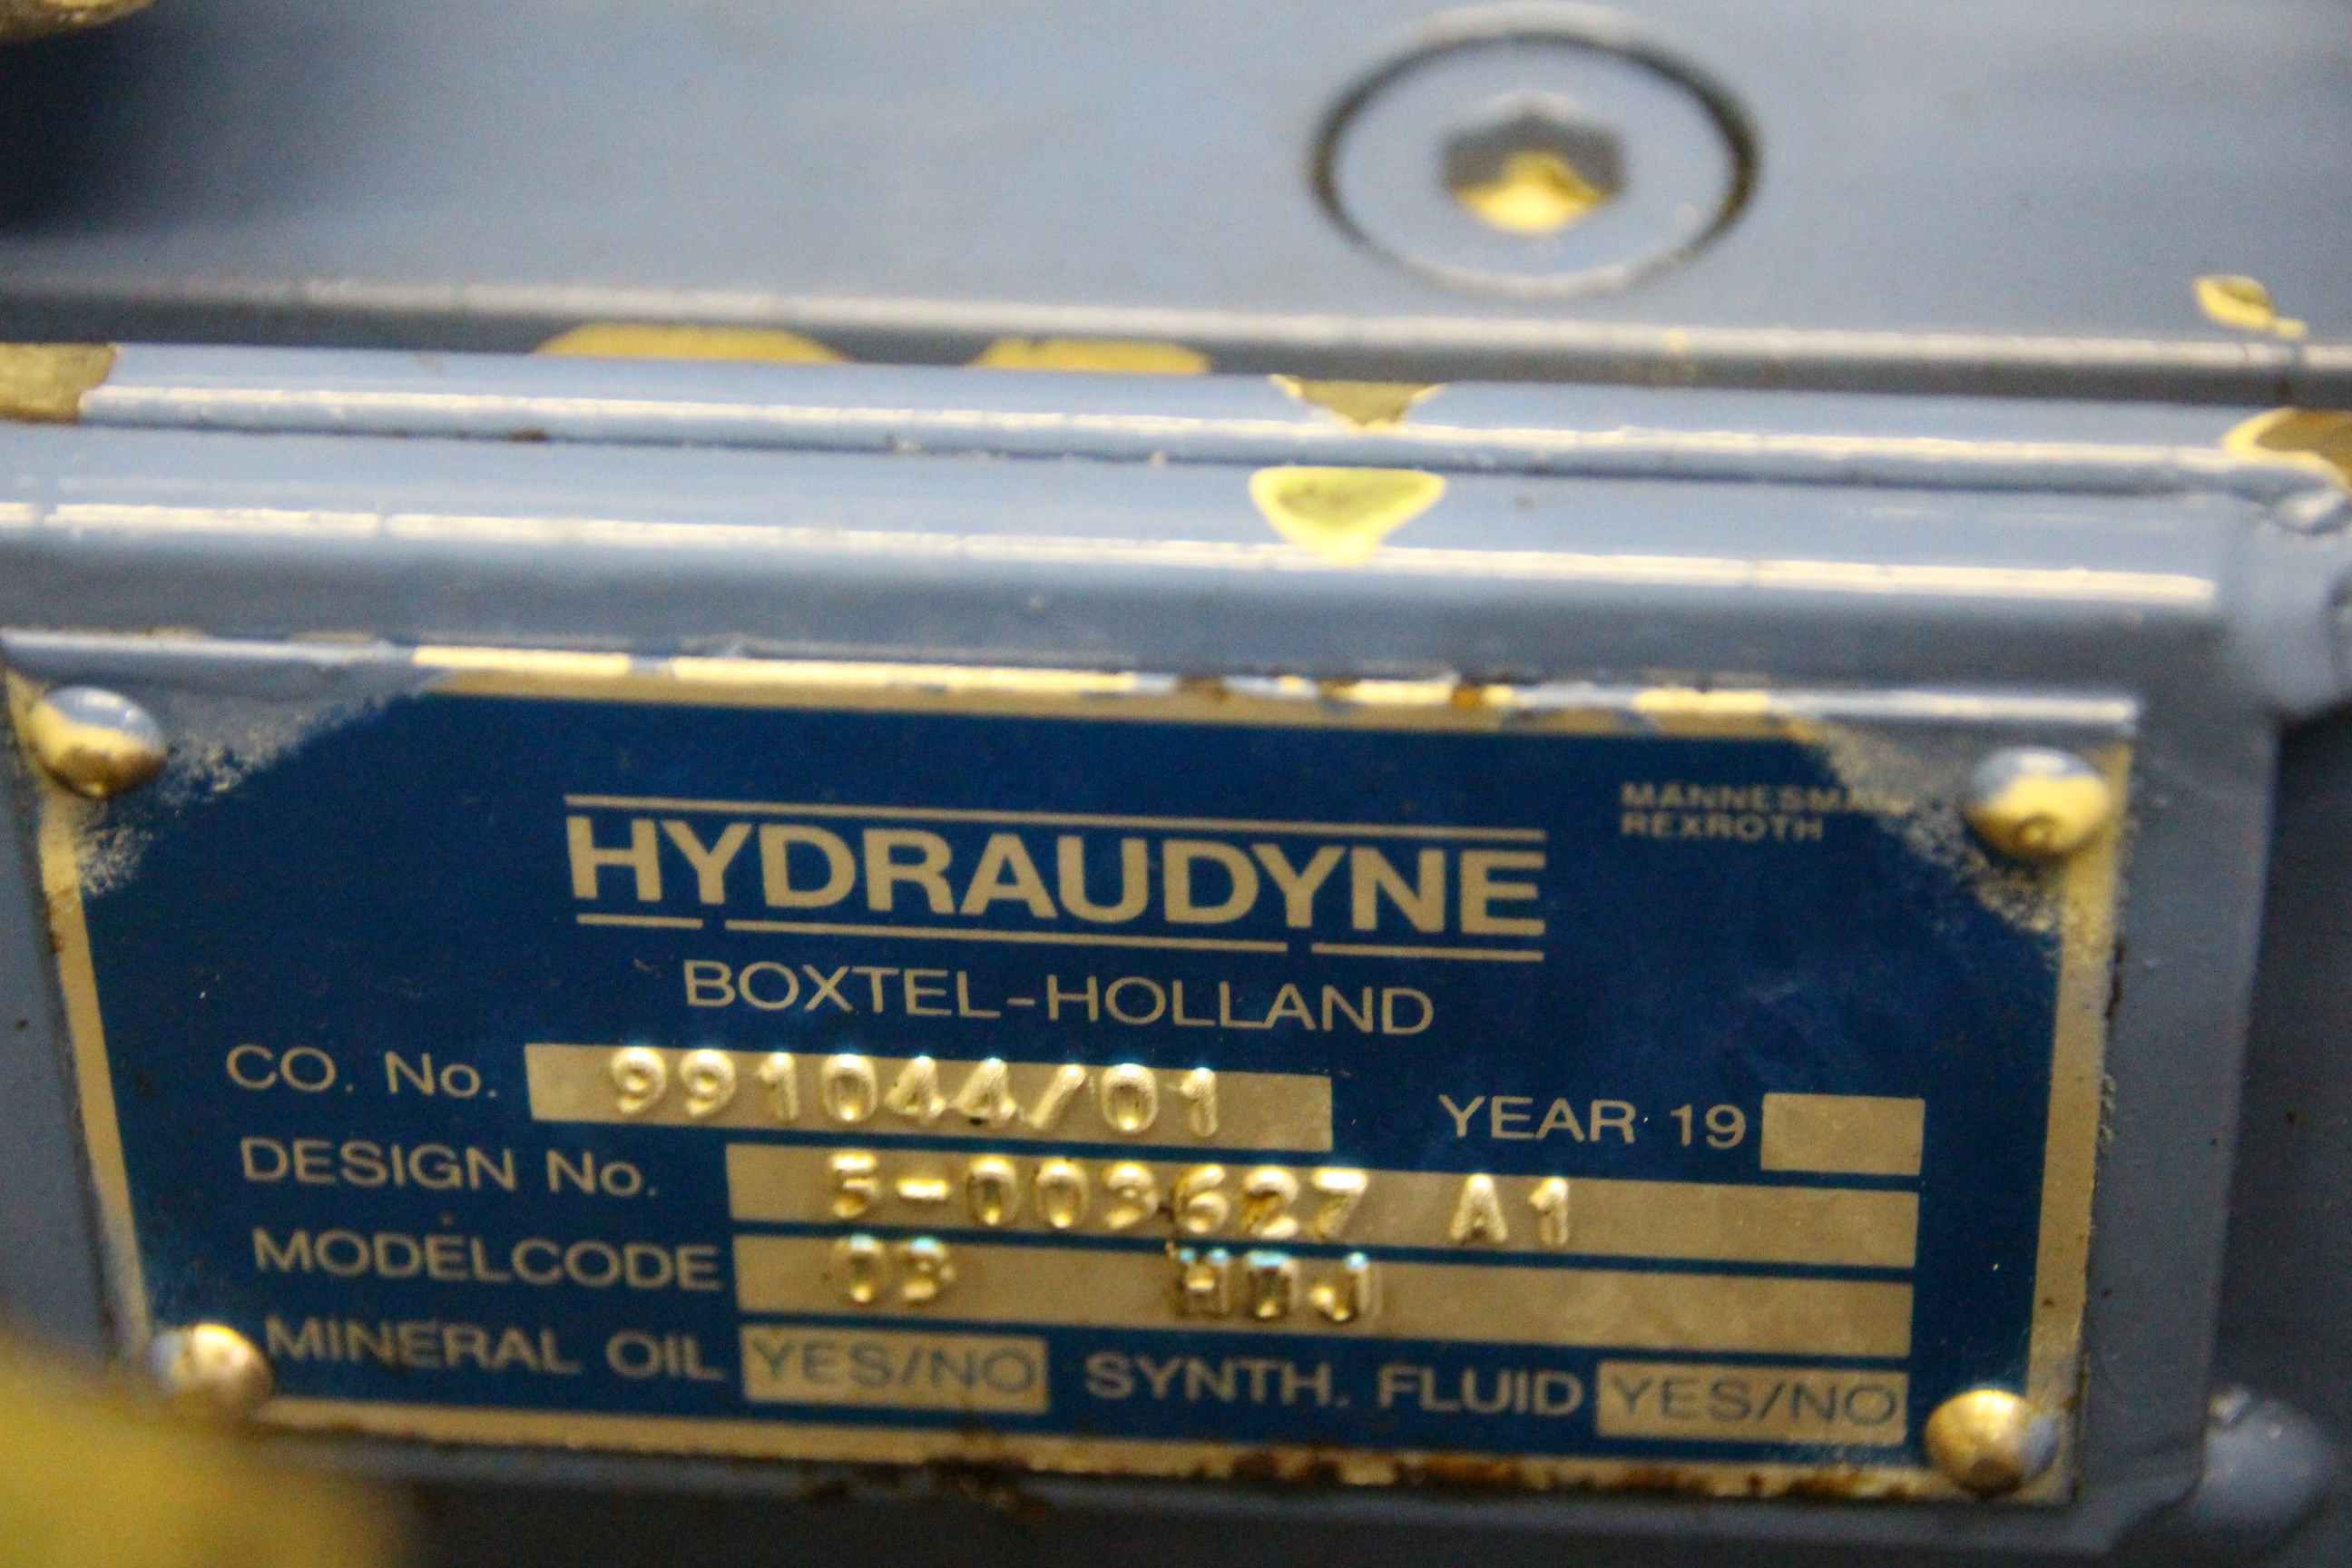 MANNESMANN
REXROTH
HYDRAUDYNE
BOXTEL-HOLLAND
CO. No. 991044/01 YEAR 19
DESIGN No. 5-003627 A1
MODELCODE 03
MINERAL OIL YES/NO SYNTH. FLUID YES/NO